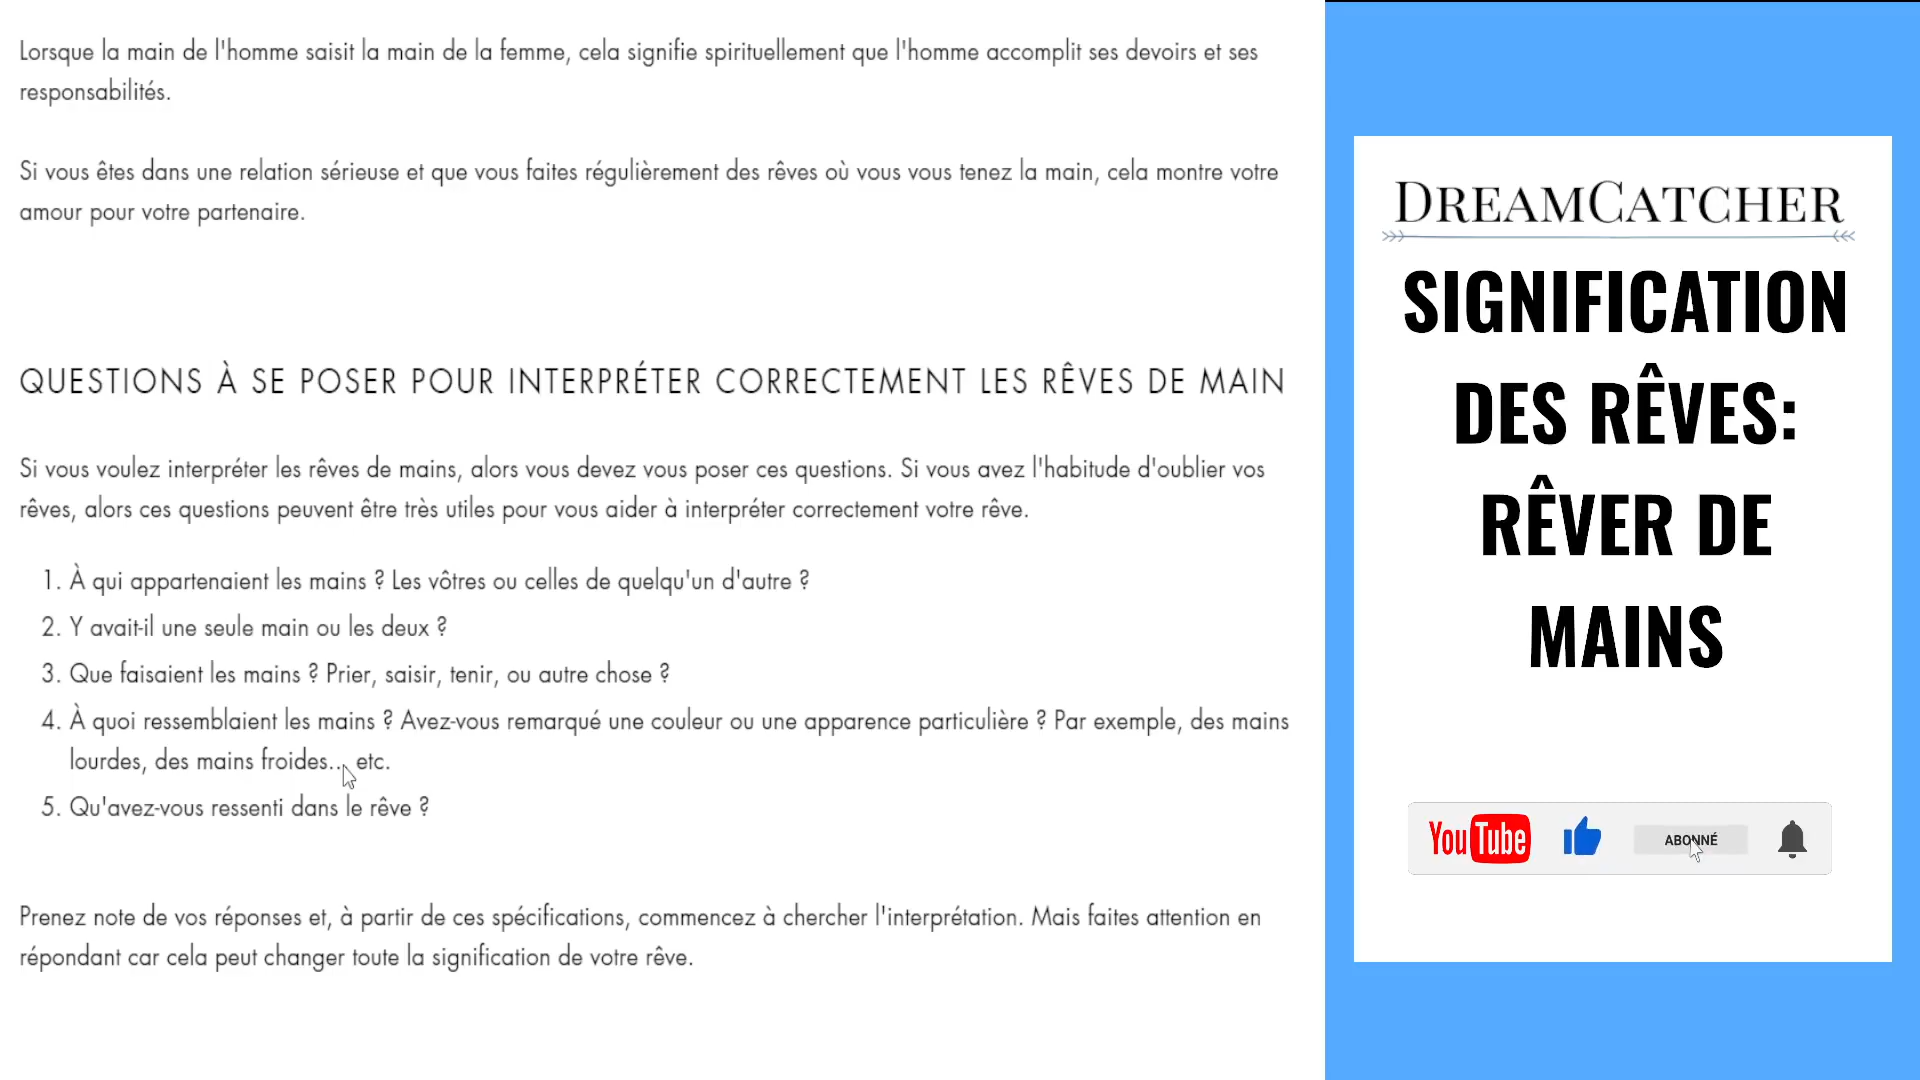 Lorsque la main de l'homme saisit la main de la femme, cela signifie spirituellement que l'homme accomplit ses devoirs et ses
responsabilités.
Si vous êtes dans une relation sérieuse et que vous faites régulièrement des rêves où vous vous tenez la main, cela montre votre
amour pour votre partenaire.
QUESTIONS À SE POSER POUR INTERPRÉTER CORRECTEMENT LES RÊVES DE MAIN
Si vous voulez interpréter les rêves de mains, alors vous devez vous poser ces questions. Si vous avez l'habitude d'oublier vos
rêves, alors ces questions peuvent être très utiles pour vous aider à interpréter correctement votre rêve.
1. À qui appartenaient les mains ? Les vôtres ou celles de quelqu'un d'autre ?
2. Y avait-il une seule main ou les deux ?
3. Que faisaient les mains ? Prier, saisir, tenir, ou autre chose ?
4. À quoi ressemblaient les mains ? Avez-vous remarqué une couleur ou une apparence particulière ? Par exemple, des mains
lourdes, des mains froides... etc.
5. Qu'avez-vous ressenti dans le rêve ?
Prenez note de vos réponses et, à partir de ces spécifications, commencez à chercher l'interprétation. Mais faites attention en
répondant car cela peut changer toute la signification de votre rêve.
DREAMCATCHER
SIGNIFICATION
DES RÊVES:
RÊVER DE
MAINS
YouTube
ABONNÉ